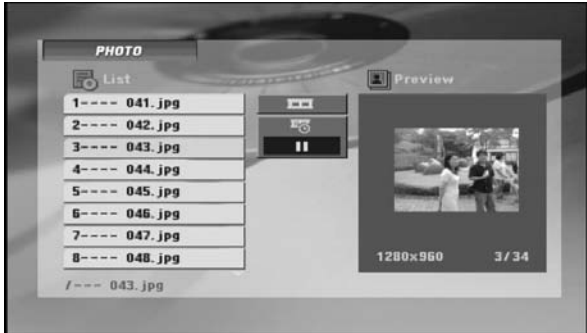 PHOTO
List
Preview
1---- 041.jpg
2---- 042.jpg
3---- 043.jpg
4---- 044.jpg
5---- 045.jpg
6---- 046.jpg
7---- 047.jpg
8---- 048.jpg
1280x960 3/34
/--- 043.jpg